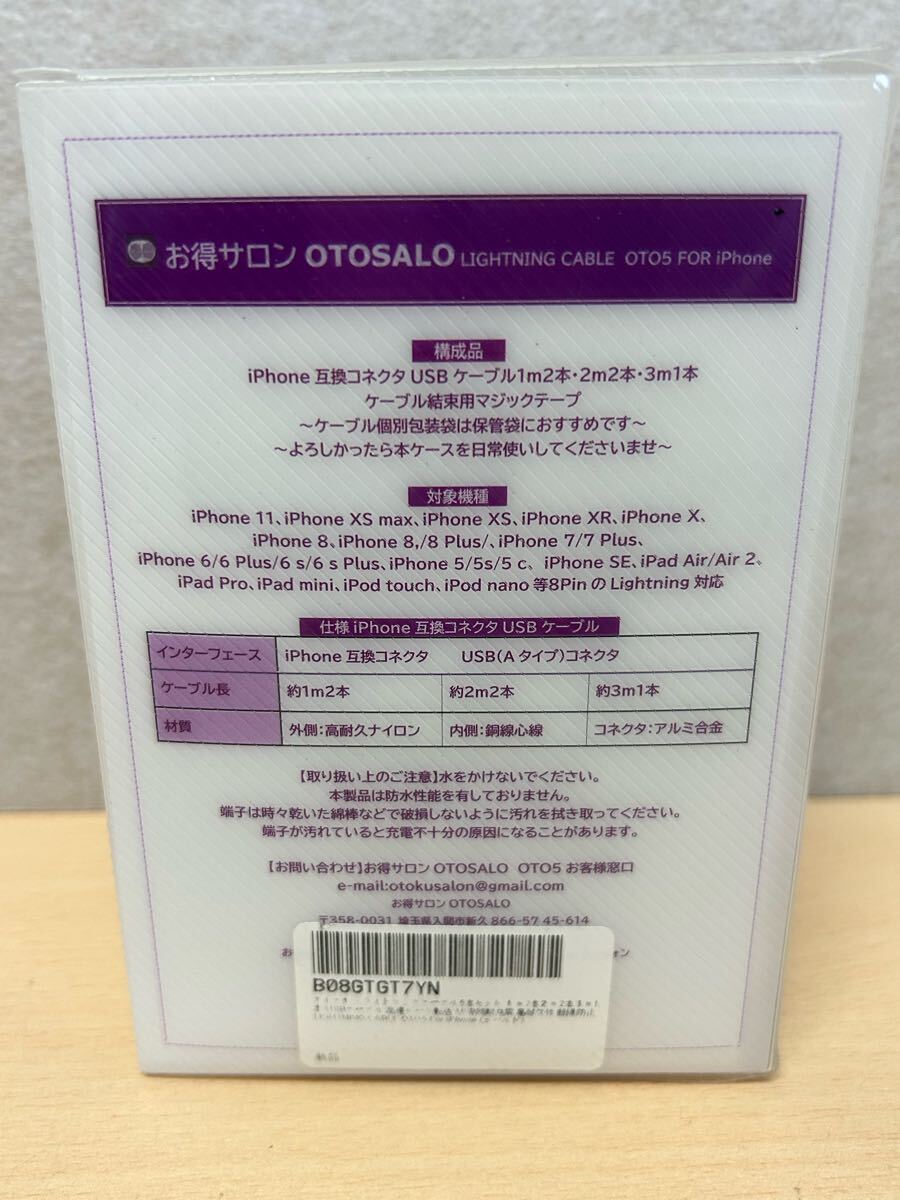 お得サロン OTOSALO LIGHTNING CABLE OTO5 FOR iPhone
構成品
iPhone 互換コネクタ USB ケーブル1m2本・2m2本・3m1本
ケーブル結束用マジックテープ
～ケーブル個別包装袋は保管袋におすすめです～
～よろしかったら本ケースを日常使いしてくださいませ～
対象機種
iPhone 11、iPhone XS max、iPhone XS、iPhone XR、iPhone X、
iPhone 8、iPhone 8,/8 Plus/、iPhone 7/7 Plus、
iPhone 6/6 Plus/6 s/6 s Plus、iPhone 5/5s/5 c、 iPhone SE、iPad Air/Air 2、
iPad Pro、iPad mini、iPod touch、iPod nano 等8Pin の Lightning 対応
仕様 iPhone 互換コネクタ USB ケーブル
インターフェース iPhone 互換コネクタ USB(A タイプ)コネクタ
ケーブル長 約1m2本 約2m2本 約3m1本
材質 外側：高耐久ナイロン 内側：銅線心線 コネクタ：アルミ合金
【取り扱い上のご注意】水をかけないでください。
本製品は防水性能を有しておりません。
端子は時々乾いた綿棒などで破損しないように汚れを拭き取ってください。
端子が汚れていると充電不十分の原因になることがあります。
【お問い合わせ】お得サロン OTOSALO OTO5 お客様窓口
e-mail:otokusalon@gmail.com
お得サロン OTOSALO
〒358-0031 埼玉県入間市新久 866-57 45-614
B08GTGT7YN
新品